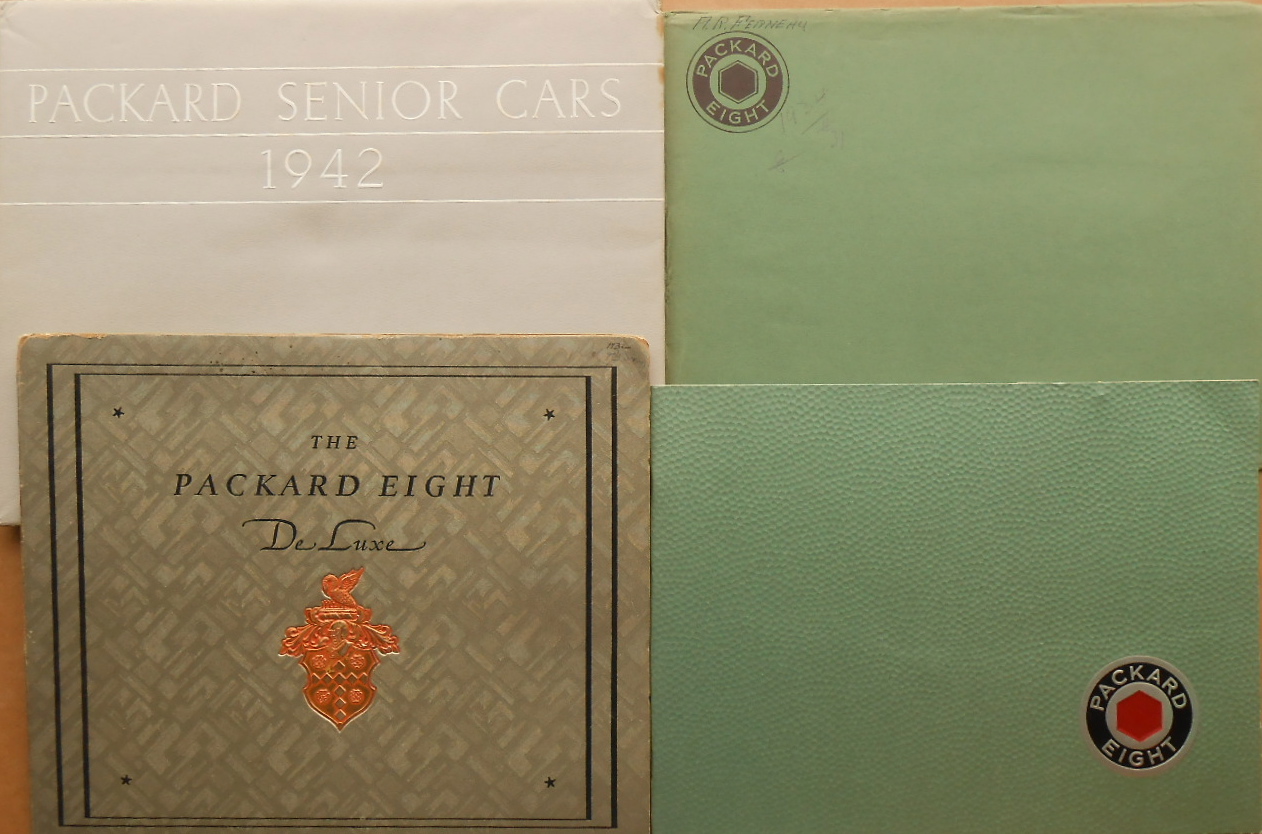 PACKARD SENIOR CARS
1942
PACKARD
EIGHT
THE
PACKARD EIGHT
De Luxe
PACKARD
EIGHT